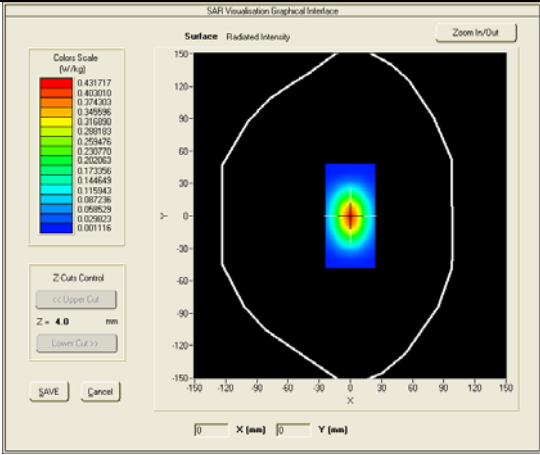 SAR Visualisation Graphical Interface
Surface Radiated Intensity
Zoom In/Out
Colors Scale
(W/kg)
0.431717
0.403010
0.374303
0.345596
0.316890
0.288183
0.259476
0.230770
0.202063
0.173356
0.144649
0.115943
0.087236
0.058529
0.029823
0.001116
150
120
90
60
30
0
-30
-60
-90
-120
-150
Y
-150 -120 -90 -60 -30 0 30 60 90 120 150
X
Z-Cuts Control
<< Upper Cut
Z = 4.0 mm
Lower Cut >>
SAVE Cancel
0 X (mm) 0 Y (mm)